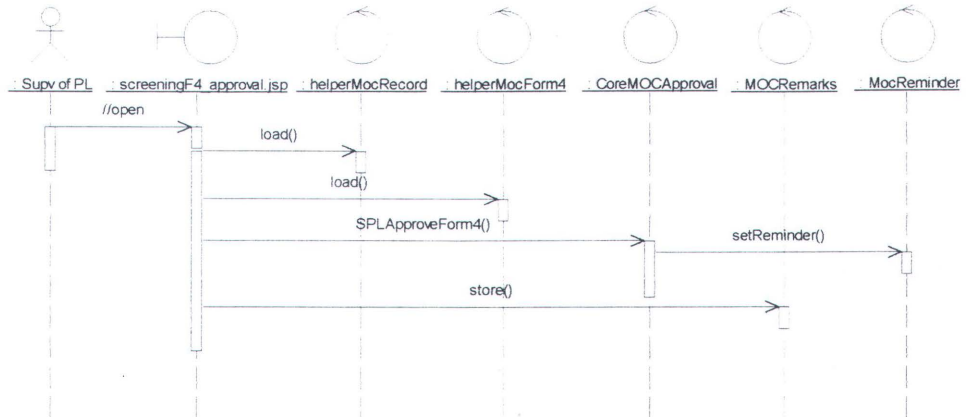 : Supv of PL : screeningF4_approval.jsp : helperMocRecord : helperMocForm4 : CoreMOCApproval : MOCRemarks : MocReminder
//open
load()
load()
SPLApproveForm4()
setReminder()
store()